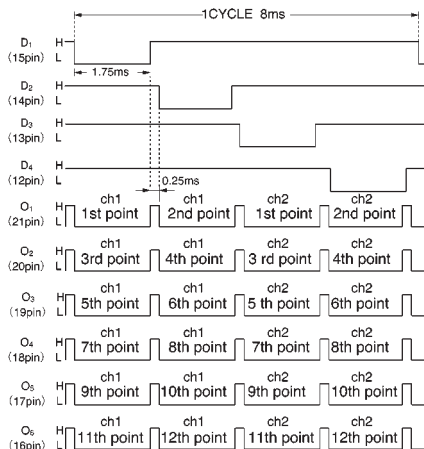 1CYCLE 8ms
D₁ H
(15pin) L
1.75ms
D₂ H
(14pin) L
D₃ H
(13pin) L
D₄ H
(12pin) L
0.25ms
O₁ H ch1 ch1 ch2 ch2
(21pin) L 1st point 2nd point 1st point 2nd point
O₂ H ch1 ch1 ch2 ch2
(20pin) L 3rd point 4th point 3 rd point 4th point
O₃ H ch1 ch1 ch2 ch2
(19pin) L 5th point 6th point 5 th point 6th point
O₄ H ch1 ch1 ch2 ch2
(18pin) L 7th point 8th point 7th point 8th point
O₅ H ch1 ch1 ch2 ch2
(17pin) L 9th point 10th point 9th point 10th point
O₆ H ch1 ch1 ch2 ch2
(16pin) L 11th point 12th point 11th point 12th point